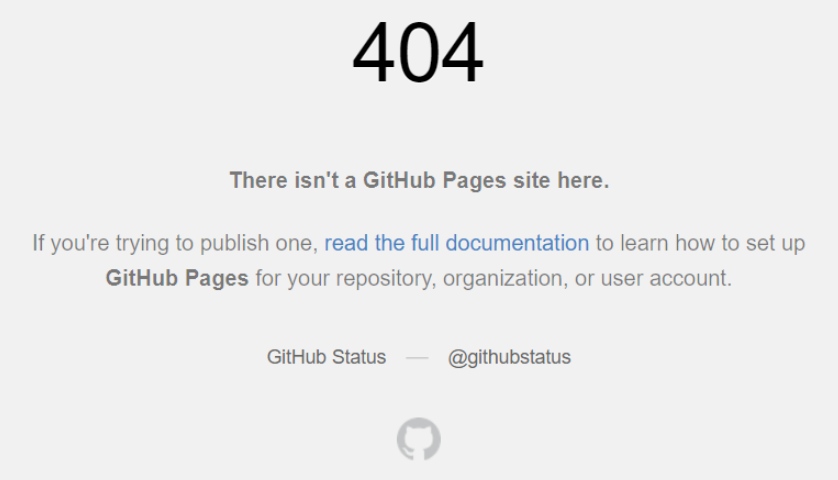 404
There isn't a GitHub Pages site here.
If you're trying to publish one, read the full documentation to learn how to set up
GitHub Pages for your repository, organization, or user account.
GitHub Status — @githubstatus